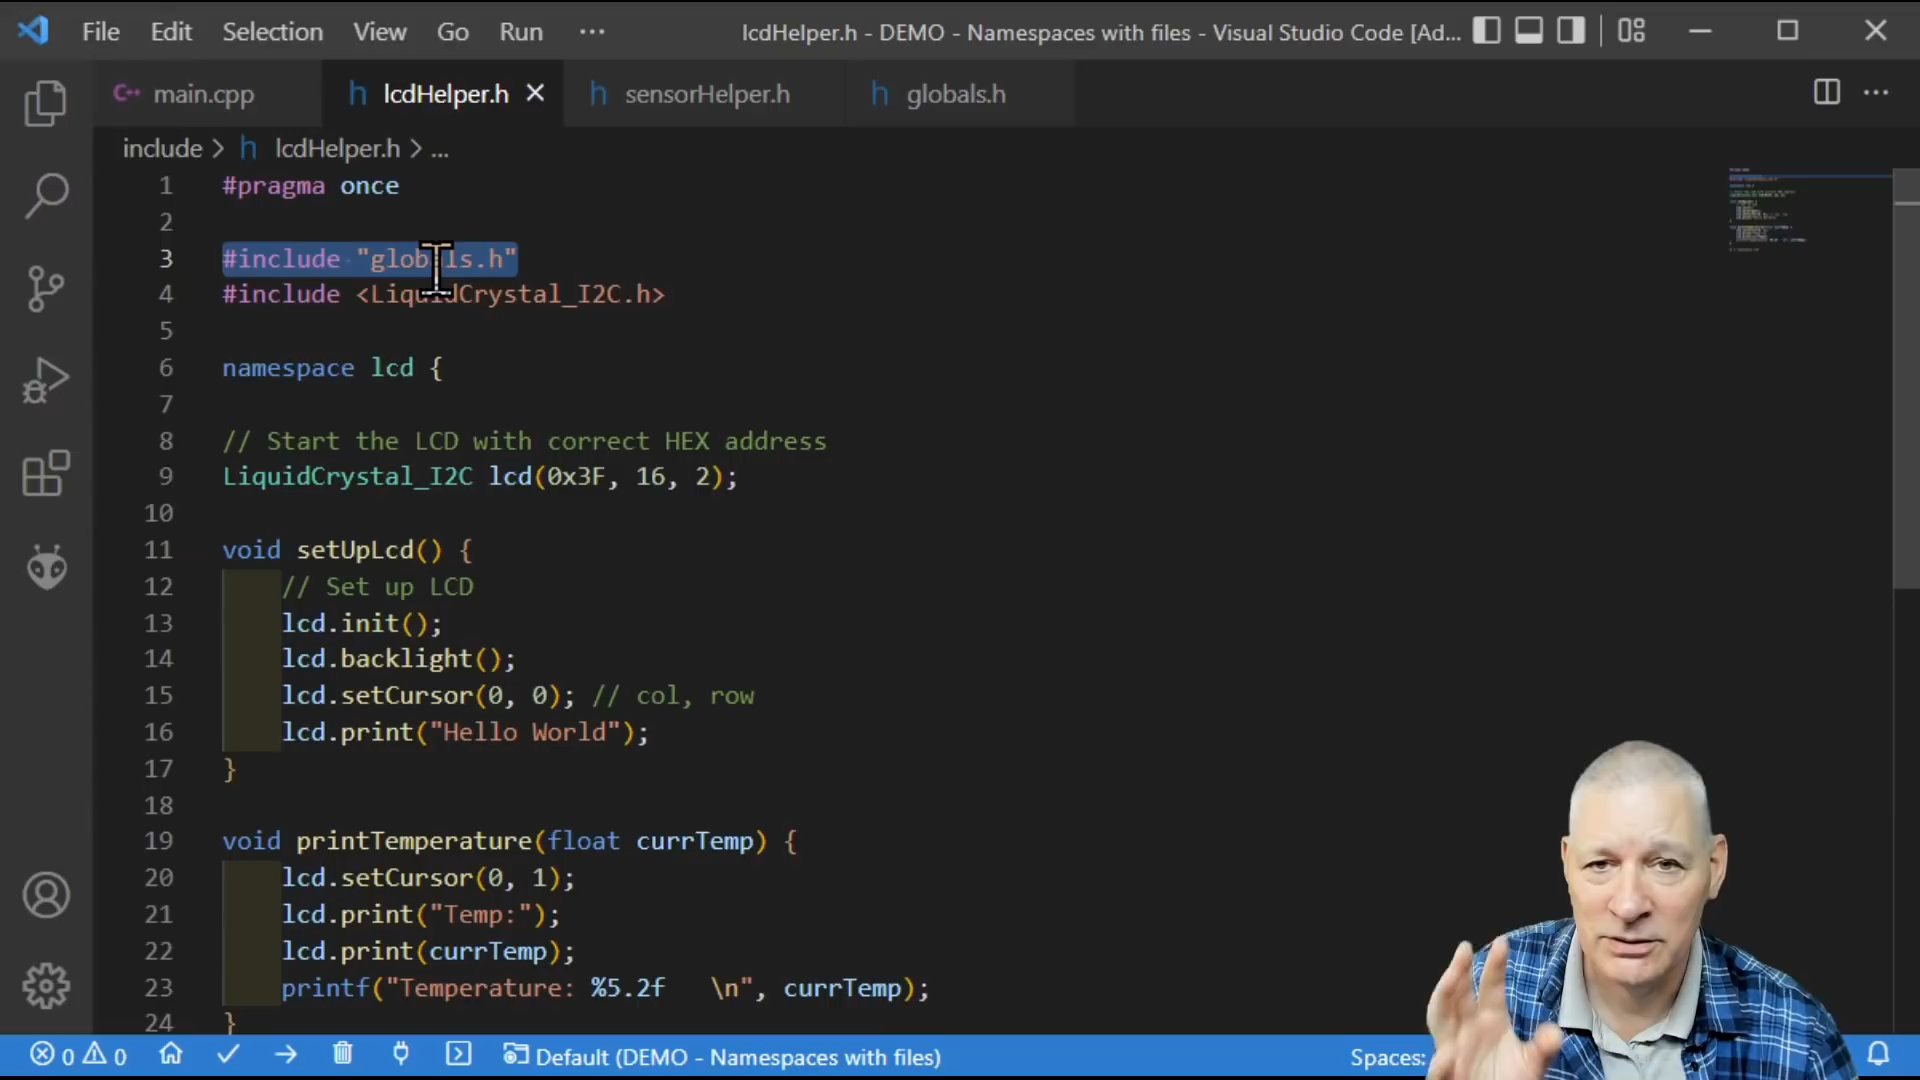 File Edit Selection View Go Run ··· lcdHelper.h - DEMO - Namespaces with files - Visual Studio Code [Ad...
C++ main.cpp h lcdHelper.h h sensorHelper.h h globals.h
include > h lcdHelper.h > ...
1 #pragma once
2
3 #include "globals.h"
4 #include <LiquidCrystal_I2C.h>
5
6 namespace lcd {
7
8 // Start the LCD with correct HEX address
9 LiquidCrystal_I2C lcd(0x3F, 16, 2);
10
11 void setUpLcd() {
12 // Set up LCD
13 lcd.init();
14 lcd.backlight();
15 lcd.setCursor(0, 0); // col, row
16 lcd.print("Hello World");
17 }
18
19 void printTemperature(float currTemp) {
20 lcd.setCursor(0, 1);
21 lcd.print("Temp:");
22 lcd.print(currTemp);
23 printf("Temperature: %5.2f   \n", currTemp);
24 }
0 0 Default (DEMO - Namespaces with files) Spaces: